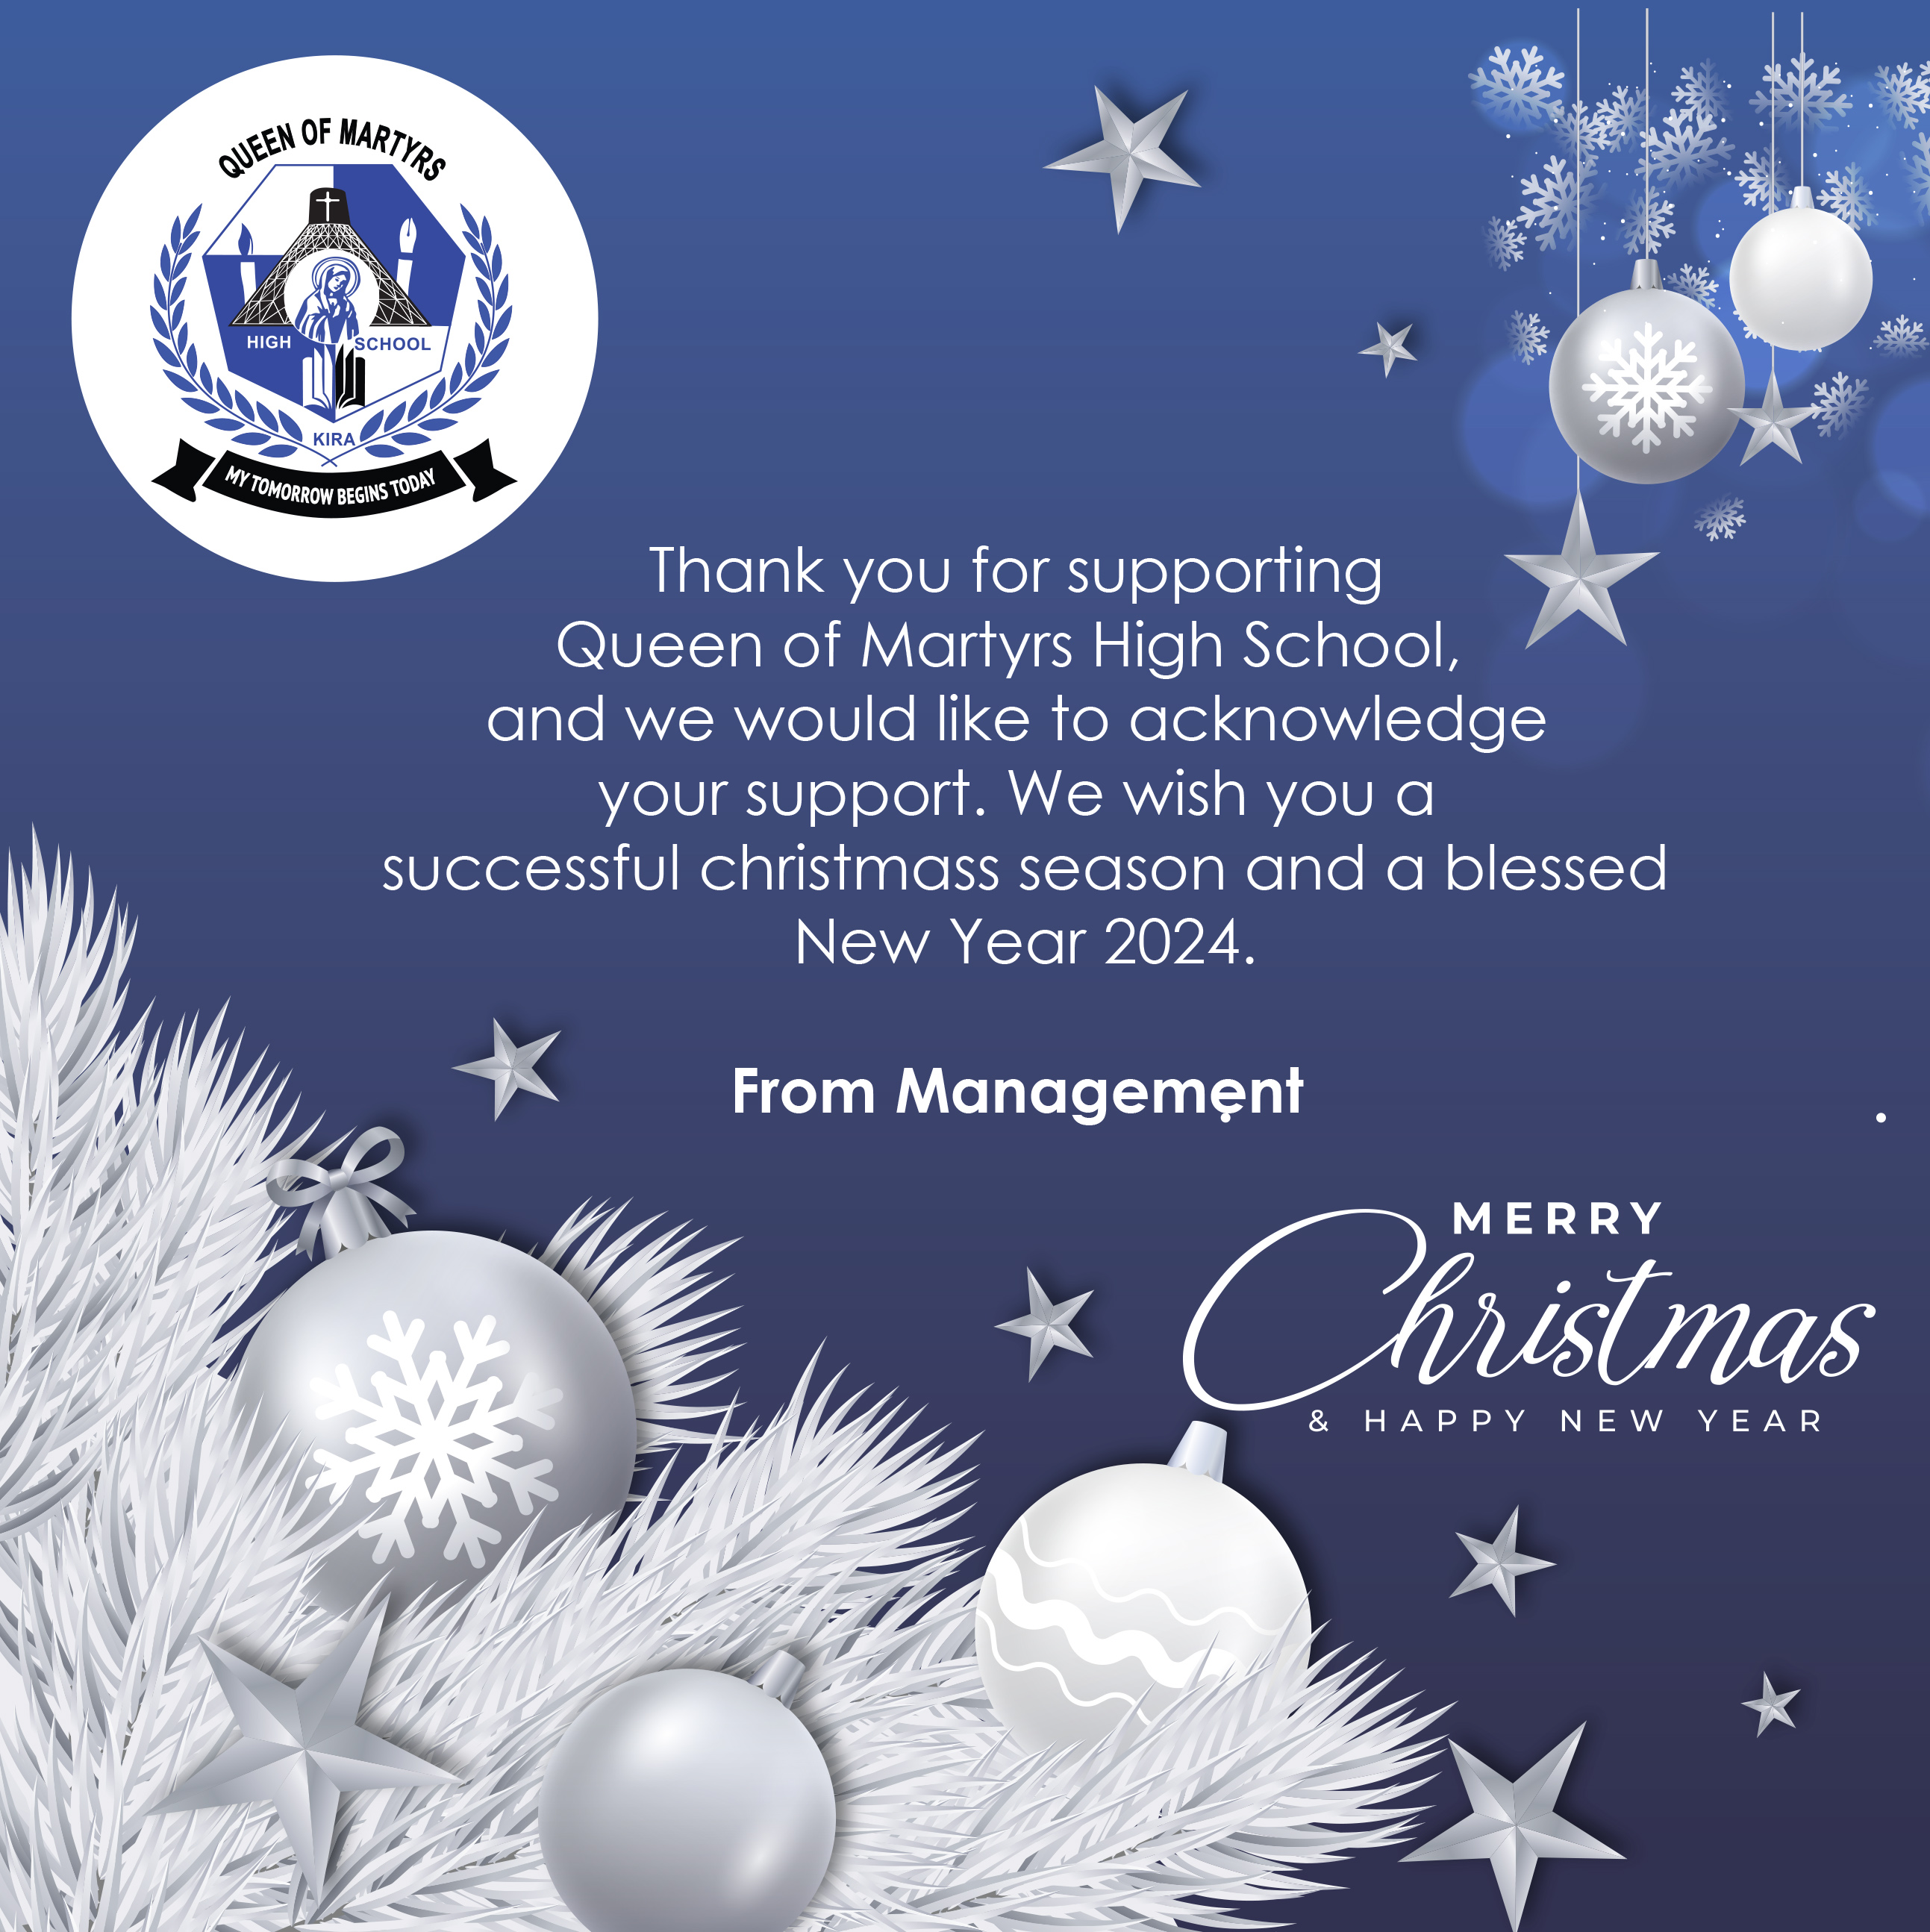 QUEEN OF MARTYRS
HIGH SCHOOL
KIRA
MY TOMORROW BEGINS TODAY
Thank you for supporting
Queen of Martyrs High School,
and we would like to acknowledge
your support. We wish you a
successful christmass season and a blessed
New Year 2024.
From Management
MERRY
Christmas
& HAPPY NEW YEAR